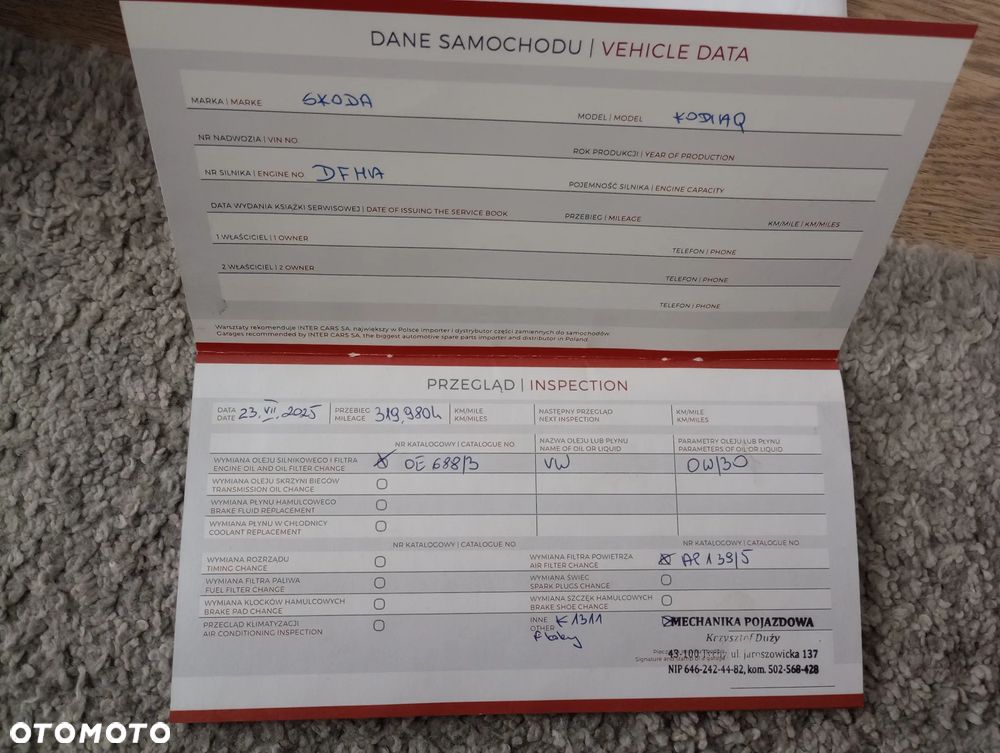 DANE SAMOCHODU | VEHICLE DATA
MARKA | MARKE SKODA MODEL | MODEL KODIAQ
NR NADWOZIA | VIN NO. ROK PRODUKCJI | YEAR OF PRODUCTION
NR SILNIKA | ENGINE NO DFHA POJEMNOŚĆ SILNIKA | ENGINE CAPACITY
DATA WYDANIA KSIĄŻKI SERWISOWEJ | DATE OF ISSUING THE SERVICE BOOK PRZEBIEG | MILEAGE KM/MILE | KM/MILES
1 WŁAŚCICIEL | 1 OWNER TELEFON | PHONE
2 WŁAŚCICIEL | 2 OWNER TELEFON | PHONE
TELEFON | PHONE
Warsztaty rekomenduje INTER CARS SA, największy w Polsce importer i dystrybutor części zamiennych do samochodów.
Garages recommended by INTER CARS SA, the biggest automotive spare parts importer and distributor in Poland.
PRZEGLĄD | INSPECTION
DATA 23.VII.2025 PRZEBIEG 319,980 KM/MILE NASTĘPNY PRZEGLĄD KM/MILE
DATE MILEAGE KM/MILES NEXT INSPECTION KM/MILES
NR KATALOGOWY | CATALOGUE NO. NAZWA OLEJU LUB PŁYNU PARAMETRY OLEJU LUB PŁYNU
NAME OF OIL OR LIQUID PARAMETERS OF OIL OR LIQUID
WYMIANA OLEJU SILNIKOWEGO I FILTRA OE 688/3 VW 0W/30
ENGINE OIL AND OIL FILTER CHANGE
WYMIANA OLEJU SKRZYNI BIEGÓW
TRANSMISSION OIL CHANGE
WYMIANA PŁYNU HAMULCOWEGO
BRAKE FLUID REPLACEMENT
WYMIANA PŁYNU W CHŁODNICY
COOLANT REPLACEMENT
NR KATALOGOWY | CATALOGUE NO NR KATALOGOWY | CATALOGUE NO
WYMIANA ROZRZĄDU WYMIANA FILTRA POWIETRZA AP 139/5
TIMING CHANGE AIR FILTER CHANGE
WYMIANA FILTRA PALIWA WYMIANA ŚWIEC
FUEL FILTER CHANGE SPARK PLUGS CHANGE
WYMIANA KLOCKÓW HAMULCOWYCH WYMIANA SZCZĘK HAMULCOWYCH
BRAKE PAD CHANGE BRAKE SHOE CHANGE
PRZEGLĄD KLIMATYZACJI INNE K 1311 MECHANIKA POJAZDOWA
AIR CONDITIONING INSPECTION OTHER Krzysztof Duży
43-100 Tychy ul. Jaroszowicka 137
Signature and stamp of a garage
NIP 646-242-44-82, kom. 502-568-428
OTOMOTO